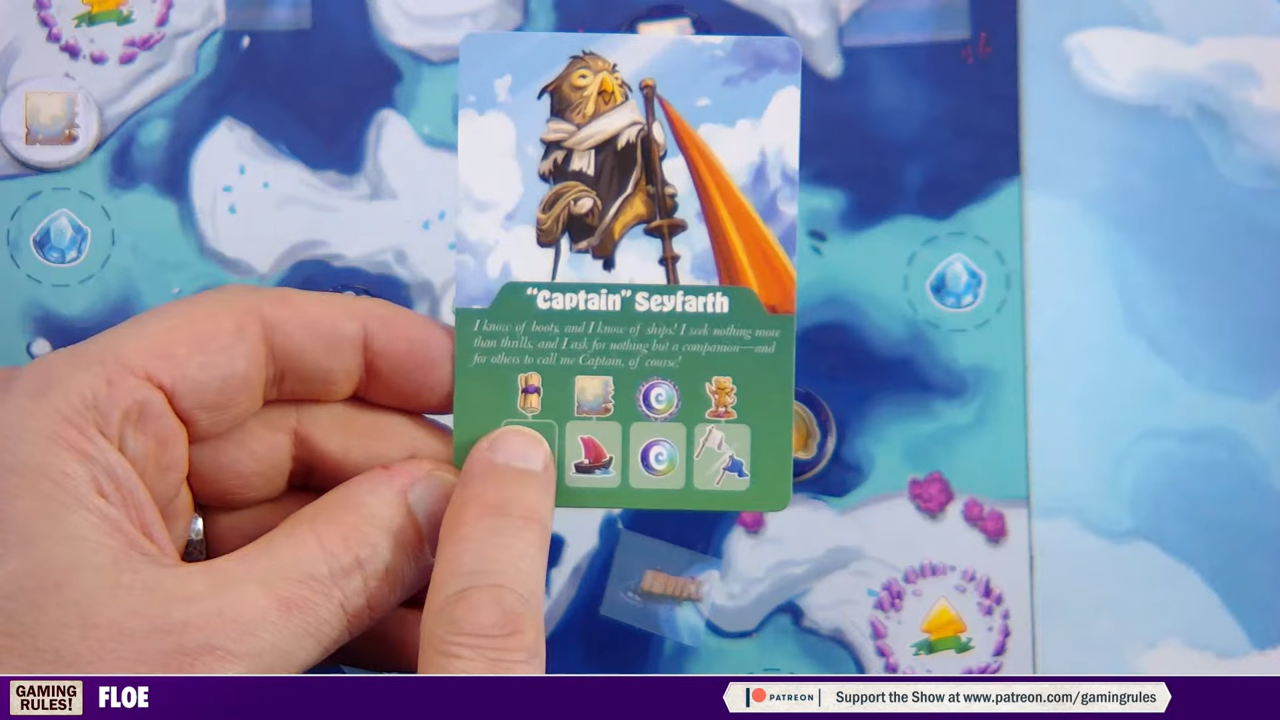 "Captain" Seyfarth
I know of booty, and I know of ships! I seek nothing more
than thrills, and I ask for nothing but a companion—and
for others to call me Captain, of course!
GAMING
RULES!
FLOE
PATREON
Support the Show at www.patreon.com/gamingrules